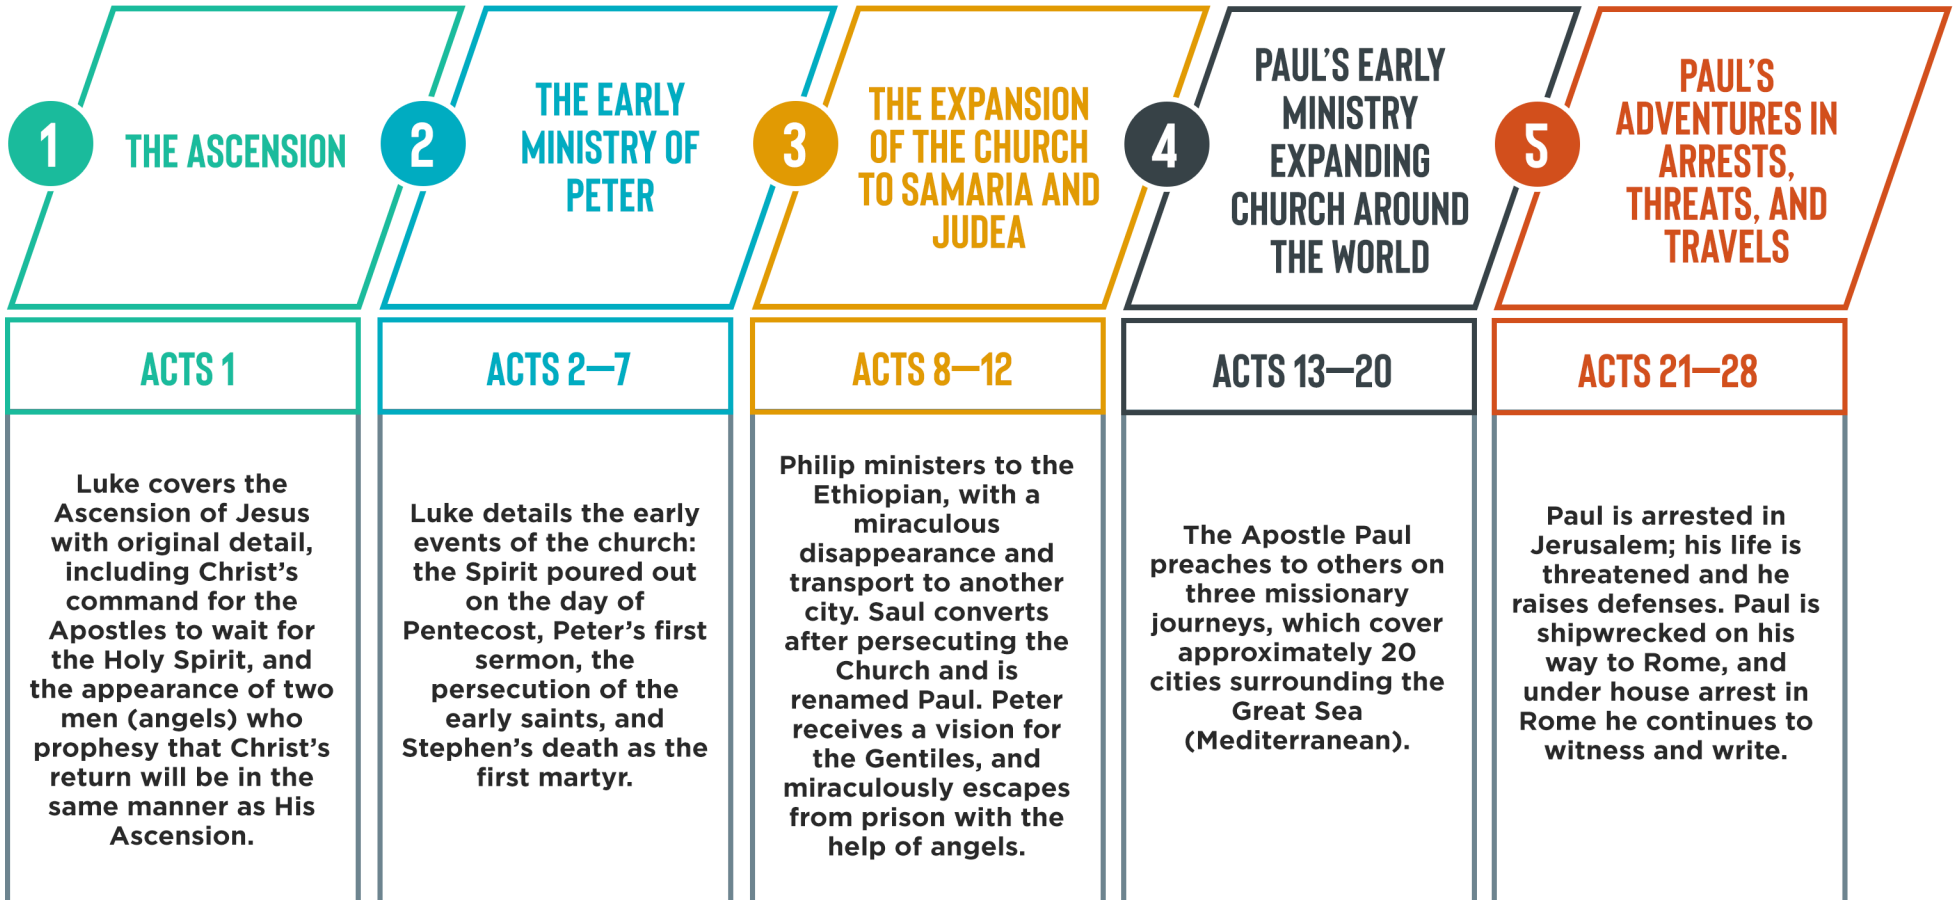 1
THE ASCENSION
ACTS 1
Luke covers the
Ascension of Jesus
with original detail,
including Christ’s
command for the
Apostles to wait for
the Holy Spirit, and
the appearance of two
men (angels) who
prophesy that Christ’s
return will be in the
same manner as His
Ascension.
2
THE EARLY
MINISTRY OF
PETER
ACTS 2—7
Luke details the early
events of the church:
the Spirit poured out
on the day of
Pentecost, Peter’s first
sermon, the
persecution of the
early saints, and
Stephen’s death as the
first martyr.
3
THE EXPANSION
OF THE CHURCH
TO SAMARIA AND
JUDEA
ACTS 8—12
Philip ministers to the
Ethiopian, with a
miraculous
disappearance and
transport to another
city. Saul converts
after persecuting the
Church and is
renamed Paul. Peter
receives a vision for
the Gentiles, and
miraculously escapes
from prison with the
help of angels.
4
PAUL’S EARLY
MINISTRY
EXPANDING
CHURCH AROUND
THE WORLD
ACTS 13—20
The Apostle Paul
preaches to others on
three missionary
journeys, which cover
approximately 20
cities surrounding the
Great Sea
(Mediterranean).
5
PAUL’S
ADVENTURES IN
ARRESTS,
THREATS, AND
TRAVELS
ACTS 21—28
Paul is arrested in
Jerusalem; his life is
threatened and he
raises defenses. Paul is
shipwrecked on his
way to Rome, and
under house arrest in
Rome he continues to
witness and write.